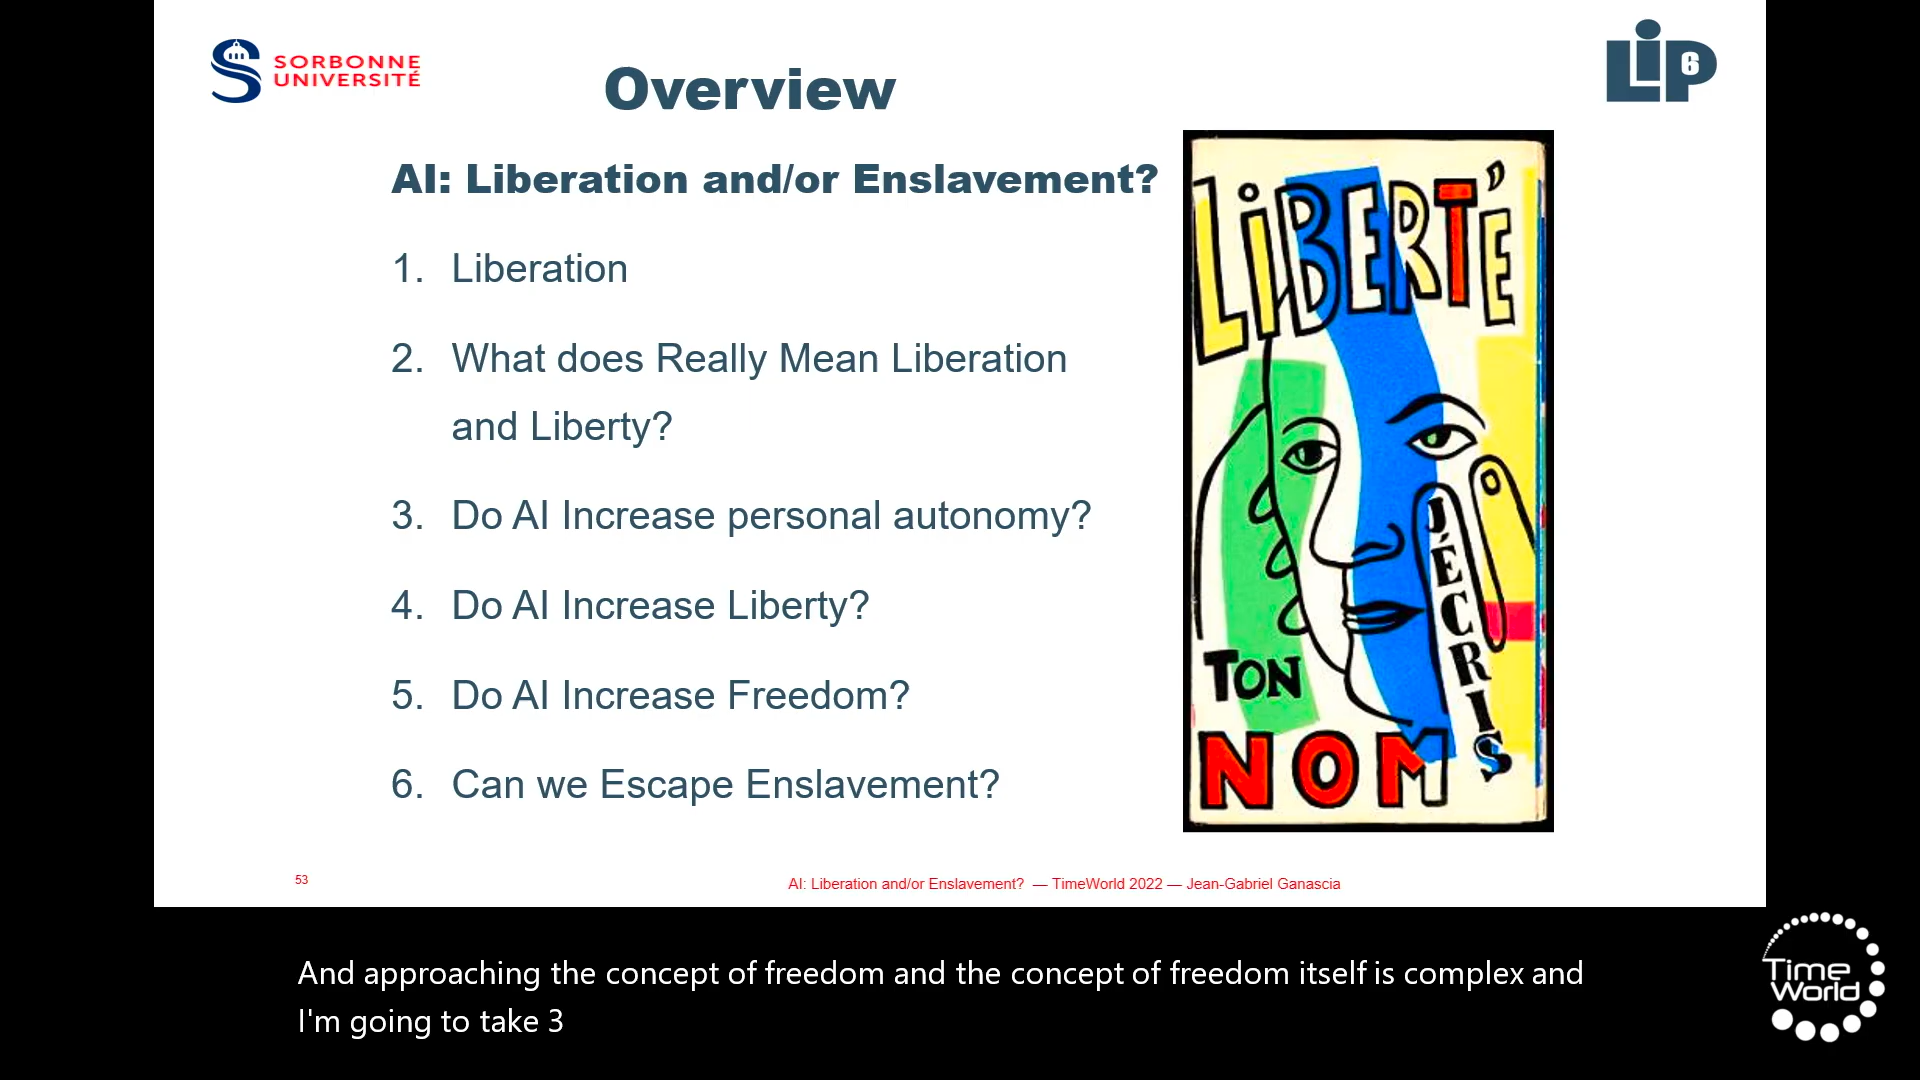 SORBONNE
UNIVERSITÉ
Overview
LiP6
AI: Liberation and/or Enslavement?
1. Liberation
2. What does Really Mean Liberation
and Liberty?
3. Do AI Increase personal autonomy?
4. Do AI Increase Liberty?
5. Do AI Increase Freedom?
6. Can we Escape Enslavement?
LiBERTÉ
J'ÉCRIS
TON
NOM
53
AI: Liberation and/or Enslavement? — TimeWorld 2022 — Jean-Gabriel Ganascia
And approaching the concept of freedom and the concept of freedom itself is complex and
I'm going to take 3
Time
World